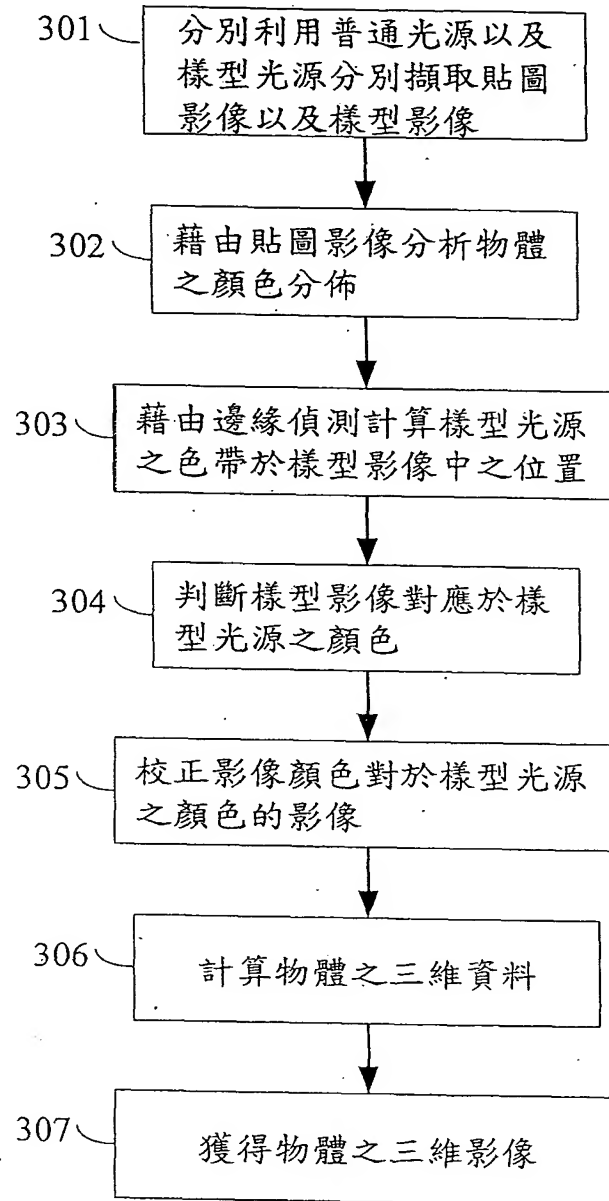 301
分別利用普通光源以及
樣型光源分別擷取貼圖
影像以及樣型影像
302
藉由貼圖影像分析物體
之顏色分佈
303
藉由邊緣偵測計算樣型光源
之色帶於樣型影像中之位置
304
判斷樣型影像對應於樣
型光源之顏色
305
校正影像顏色對於樣型光源
之顏色的影像
306
計算物體之三維資料
307
獲得物體之三維影像